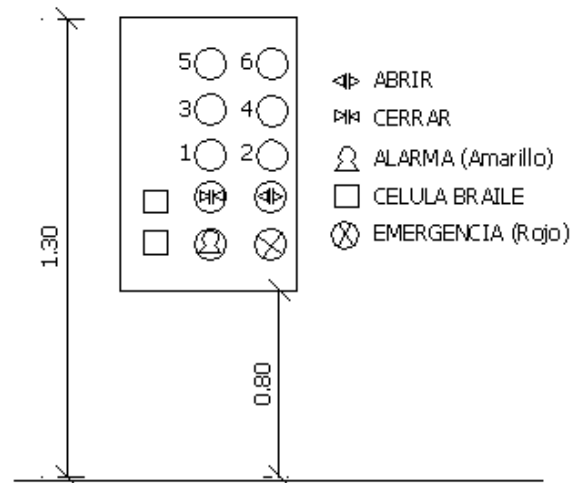 5 6
3 4
1 2
ABRIR
CERRAR
ALARMA (Amarillo)
CELULA BRAILE
EMERGENCIA (Rojo)
1.30
0.80